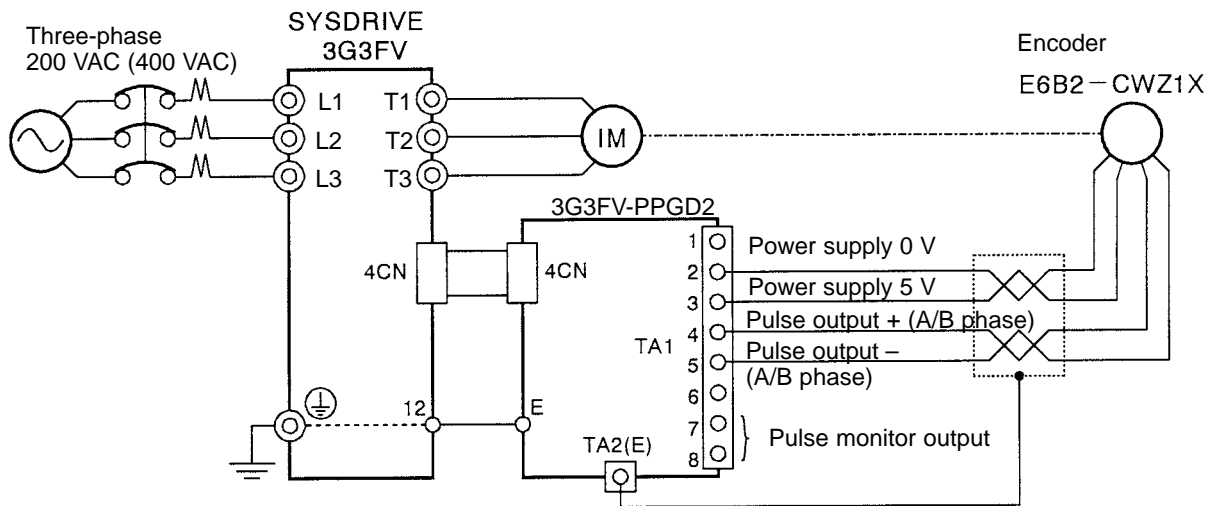 SYSDRIVE
3G3FV
Three-phase
200 VAC (400 VAC)
Encoder
E6B2-CWZ1X
L1
T1
L2
T2
IM
L3
T3
3G3FV-PPGD2
4CN
4CN
1
Power supply 0 V
2
Power supply 5 V
3
Pulse output + (A/B phase)
4
TA1
Pulse output –
(A/B phase)
5
6
12
E
7
Pulse monitor output
8
TA2(E)